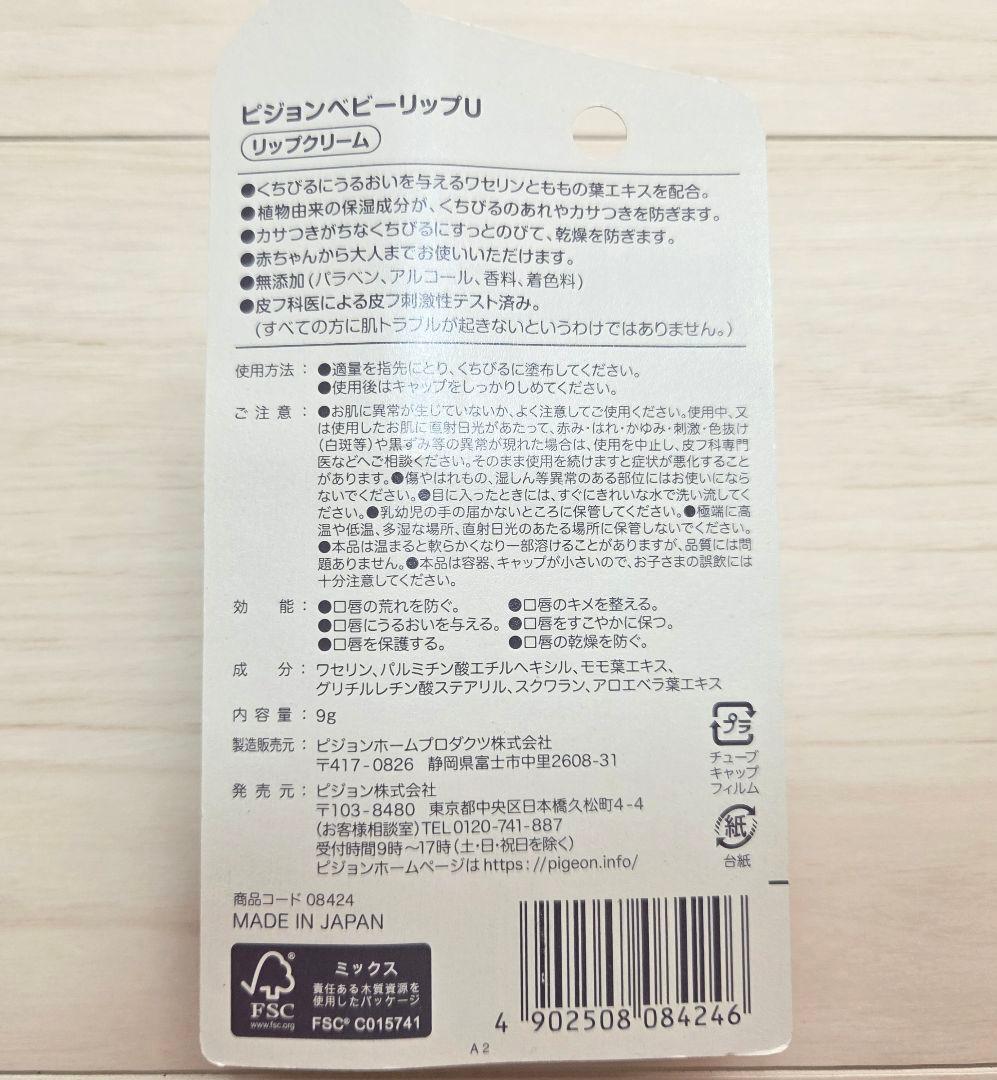 ピジョンベビーリップU
リップクリーム
●くちびるにうるおいを与えるワセリンとももの葉エキスを配合。
●植物由来の保湿成分が、くちびるのあれやカサつきを防ぎます。
●カサつきがちなくちびるにすっとのびて、乾燥を防ぎます。
●赤ちゃんから大人までお使いいただけます。
●無添加(パラベン、アルコール、香料、着色料)
●皮フ科医による皮フ刺激性テスト済み。
(すべての方に肌トラブルが起きないというわけではありません。)
使用方法：●適量を指先にとり、くちびるに塗布してください。
●使用後はキャップをしっかりしめてください。
ご注意：●お肌に異常が生じていないか、よく注意してご使用ください。使用中、又
は使用したお肌に直射日光があたって、赤み・はれ・かゆみ・刺激・色抜け
(白斑等)や黒ずみ等の異常が現れた場合は、使用を中止し、皮フ科専門
医などへご相談ください。そのまま使用を続けますと症状が悪化すること
があります。●傷やはれもの、湿しん等異常のある部位にはお使いになら
ないでください。●目に入ったときには、すぐにきれいな水で洗い流してく
ださい。●乳幼児の手の届かないところに保管してください。●極端に高
温や低温、多湿な場所、直射日光のあたる場所に保管しないでください。
●本品は温まると軟らかくなり一部溶けることがありますが、品質には問
題ありません。●本品は容器、キャップが小さいので、お子さまの誤飲には
十分注意してください。
効能：●口唇の荒れを防ぐ。 ●口唇のキメを整える。
●口唇にうるおいを与える。 ●口唇をすこやかに保つ。
●口唇を保護する。 ●口唇の乾燥を防ぐ。
成分：ワセリン、パルミチン酸エチルヘキシル、モモ葉エキス、
グリチルレチン酸ステアリル、スクワラン、アロエベラ葉エキス
内容量：9g
製造販売元：ピジョンホームプロダクツ株式会社
〒417-0826 静岡県富士市中里2608-31
発売元：ピジョン株式会社
〒103-8480 東京都中央区日本橋久松町4-4
(お客様相談室)TEL0120-741-887
受付時間9時～17時(土・日・祝日を除く)
ピジョンホームページは https://pigeon.info/
プラ
チューブ
キャップ
フィルム
紙
台紙
商品コード 08424
MADE IN JAPAN
FSC
www.fsc.org
ミックス
責任ある木質資源を
使用したパッケージ
FSC® C015741
4 902508 084246
A2